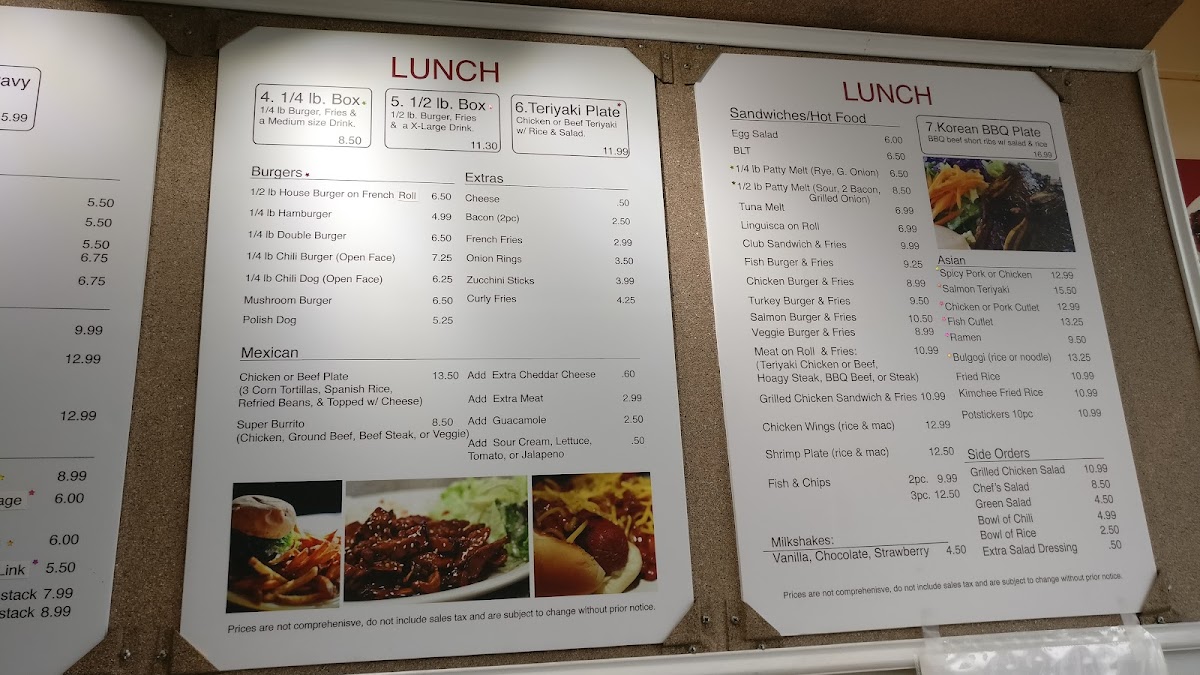 avy
5.99
5.50
5.50
5.50
6.75
6.75
9.99
12.99
12.99
8.99
age 6.00
6.00
Link 5.50
stack 7.99
stack 8.99
LUNCH
4. 1/4 lb. Box
1/4 lb Burger, Fries &
a Medium size Drink.
8.50
5. 1/2 lb. Box
1/2 lb. Burger, Fries
& a X-Large Drink.
11.30
6.Teriyaki Plate
Chicken or Beef Teriyaki
w/ Rice & Salad.
11.99
Burgers
1/2 lb House Burger on French Roll 6.50
1/4 lb Hamburger 4.99
1/4 lb Double Burger 6.50
1/4 lb Chili Burger (Open Face) 7.25
1/4 lb Chili Dog (Open Face) 6.25
Mushroom Burger 6.50
Polish Dog 5.25
Extras
Cheese .50
Bacon (2pc) 2.50
French Fries 2.99
Onion Rings 3.50
Zucchini Sticks 3.99
Curly Fries 4.25
Mexican
Chicken or Beef Plate 13.50
(3 Corn Tortillas, Spanish Rice,
Refried Beans, & Topped w/ Cheese)
Super Burrito 8.50
(Chicken, Ground Beef, Beef Steak, or Veggie)
Add Extra Cheddar Cheese .60
Add Extra Meat 2.99
Add Guacamole 2.50
Add Sour Cream, Lettuce, .50
Tomato, or Jalapeno
Prices are not comprehenisve, do not include sales tax and are subject to change without prior notice.
LUNCH
Sandwiches/Hot Food
Egg Salad 6.00
BLT 6.50
*1/4 lb Patty Melt (Rye, G. Onion) 6.50
*1/2 lb Patty Melt (Sour, 2 Bacon, 8.50
Grilled Onion)
Tuna Melt 6.99
Linguisca on Roll 6.99
Club Sandwich & Fries 9.99
Fish Burger & Fries 9.25
Chicken Burger & Fries 8.99
Turkey Burger & Fries 9.50
Salmon Burger & Fries 10.50
Veggie Burger & Fries 8.99
Meat on Roll & Fries: 10.99
(Teriyaki Chicken or Beef,
Hoagy Steak, BBQ Beef, or Steak)
Grilled Chicken Sandwich & Fries 10.99
Chicken Wings (rice & mac) 12.99
Shrimp Plate (rice & mac) 12.50
Fish & Chips 2pc. 9.99
3pc. 12.50
Milkshakes:
Vanilla, Chocolate, Strawberry 4.50
7.Korean BBQ Plate
BBQ beef short ribs w/ salad & rice
16.99
Asian
Spicy Pork or Chicken 12.99
Salmon Teriyaki 15.50
Chicken or Pork Cutlet 12.99
Fish Cutlet 13.25
Ramen 9.50
Bulgogi (rice or noodle) 13.25
Fried Rice 10.99
Kimchee Fried Rice 10.99
Potstickers 10pc 10.99
Side Orders
Grilled Chicken Salad 10.99
Chef's Salad 8.50
Green Salad 4.50
Bowl of Chili 4.99
Bowl of Rice 2.50
Extra Salad Dressing .50
Prices are not comprehenisve, do not include sales tax and are subject to change without prior notice.